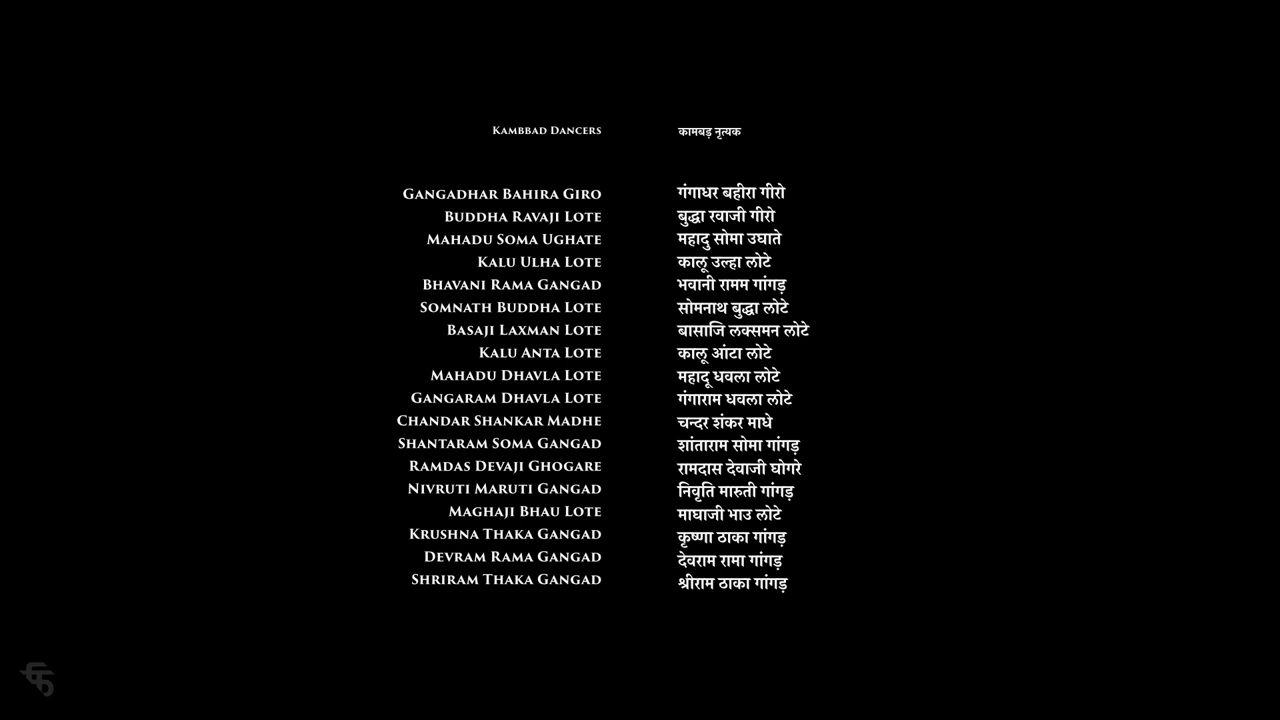 Kambbad Dancers कामबड़ नृत्यक
Gangadhar Bahira Giro गंगाधर बहीरा गीरो
Buddha Ravaji Lote बुद्धा रवाजी गीरो
Mahadu Soma Ughate महादु सोमा उघाते
Kalu Ulha Lote कालू उल्हा लोटे
Bhavani Rama Gangad भवानी रामम गांगड़
Somnath Buddha Lote सोमनाथ बुद्धा लोटे
Basaji Laxman Lote बासाजि लक्समन लोटे
Kalu Anta Lote कालू आंटा लोटे
Mahadu Dhavla Lote महादू धवला लोटे
Gangaram Dhavla Lote गंगाराम धवला लोटे
Chandar Shankar Madhe चन्दर शंकर माधे
Shantaram Soma Gangad शांताराम सोमा गांगड़
Ramdas Devaji Ghogare रामदास देवाजी घोगरे
Nivruti Maruti Gangad निवृति मारुती गांगड़
Maghaji Bhau Lote माघाजी भाउ लोटे
Krushna Thaka Gangad कृष्णा ठाका गांगड़
Devram Rama Gangad देवराम रामा गांगड़
Shriram Thaka Gangad श्रीराम ठाका गांगड़